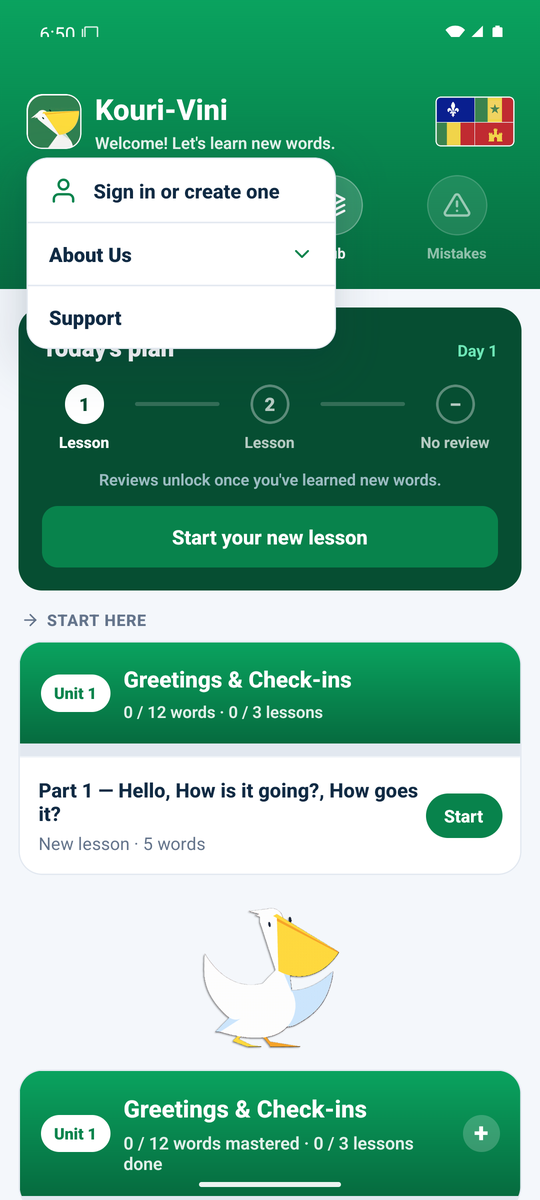 6:50
Kouri-Vini
Welcome! Let's learn new words.
Sign in or create one
About Us
Support
Mistakes
Today's plan
Day 1
1
2
–
Lesson
Lesson
No review
Reviews unlock once you've learned new words.
Start your new lesson
START HERE
Unit 1
Greetings & Check-ins
0 / 12 words · 0 / 3 lessons
Part 1 — Hello, How is it going?, How goes
it?
New lesson · 5 words
Start
Unit 1
Greetings & Check-ins
0 / 12 words mastered · 0 / 3 lessons
done